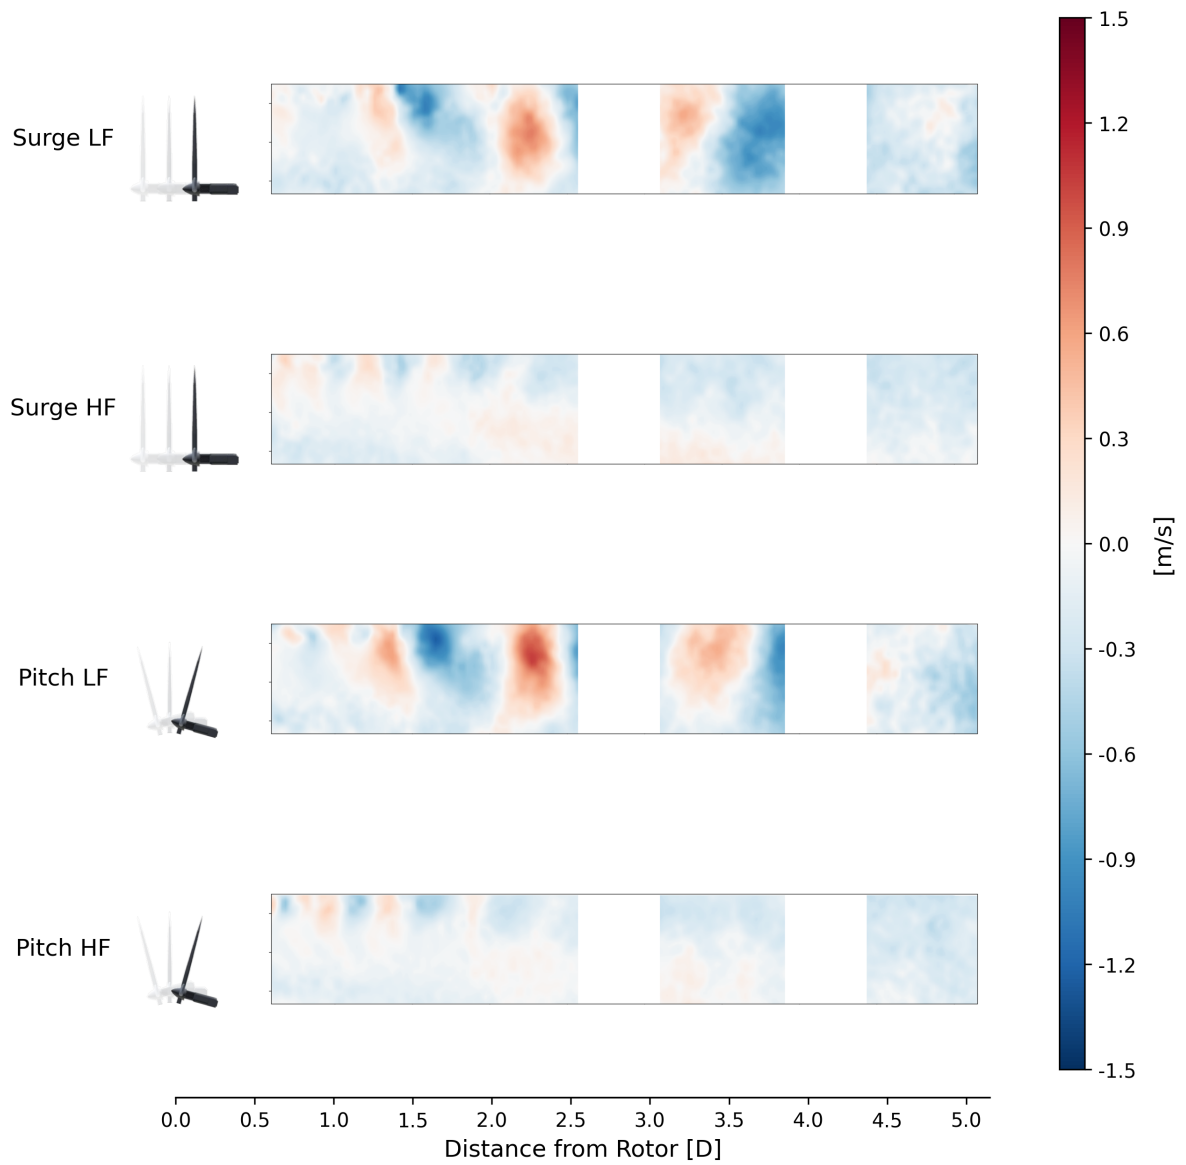 Surge LF
Surge HF
Pitch LF
Pitch HF
1.5
1.2
0.9
0.6
0.3
0.0
-0.3
-0.6
-0.9
-1.2
-1.5
[m/s]
0.0 0.5 1.0 1.5 2.0 2.5 3.0 3.5 4.0 4.5 5.0
Distance from Rotor [D]